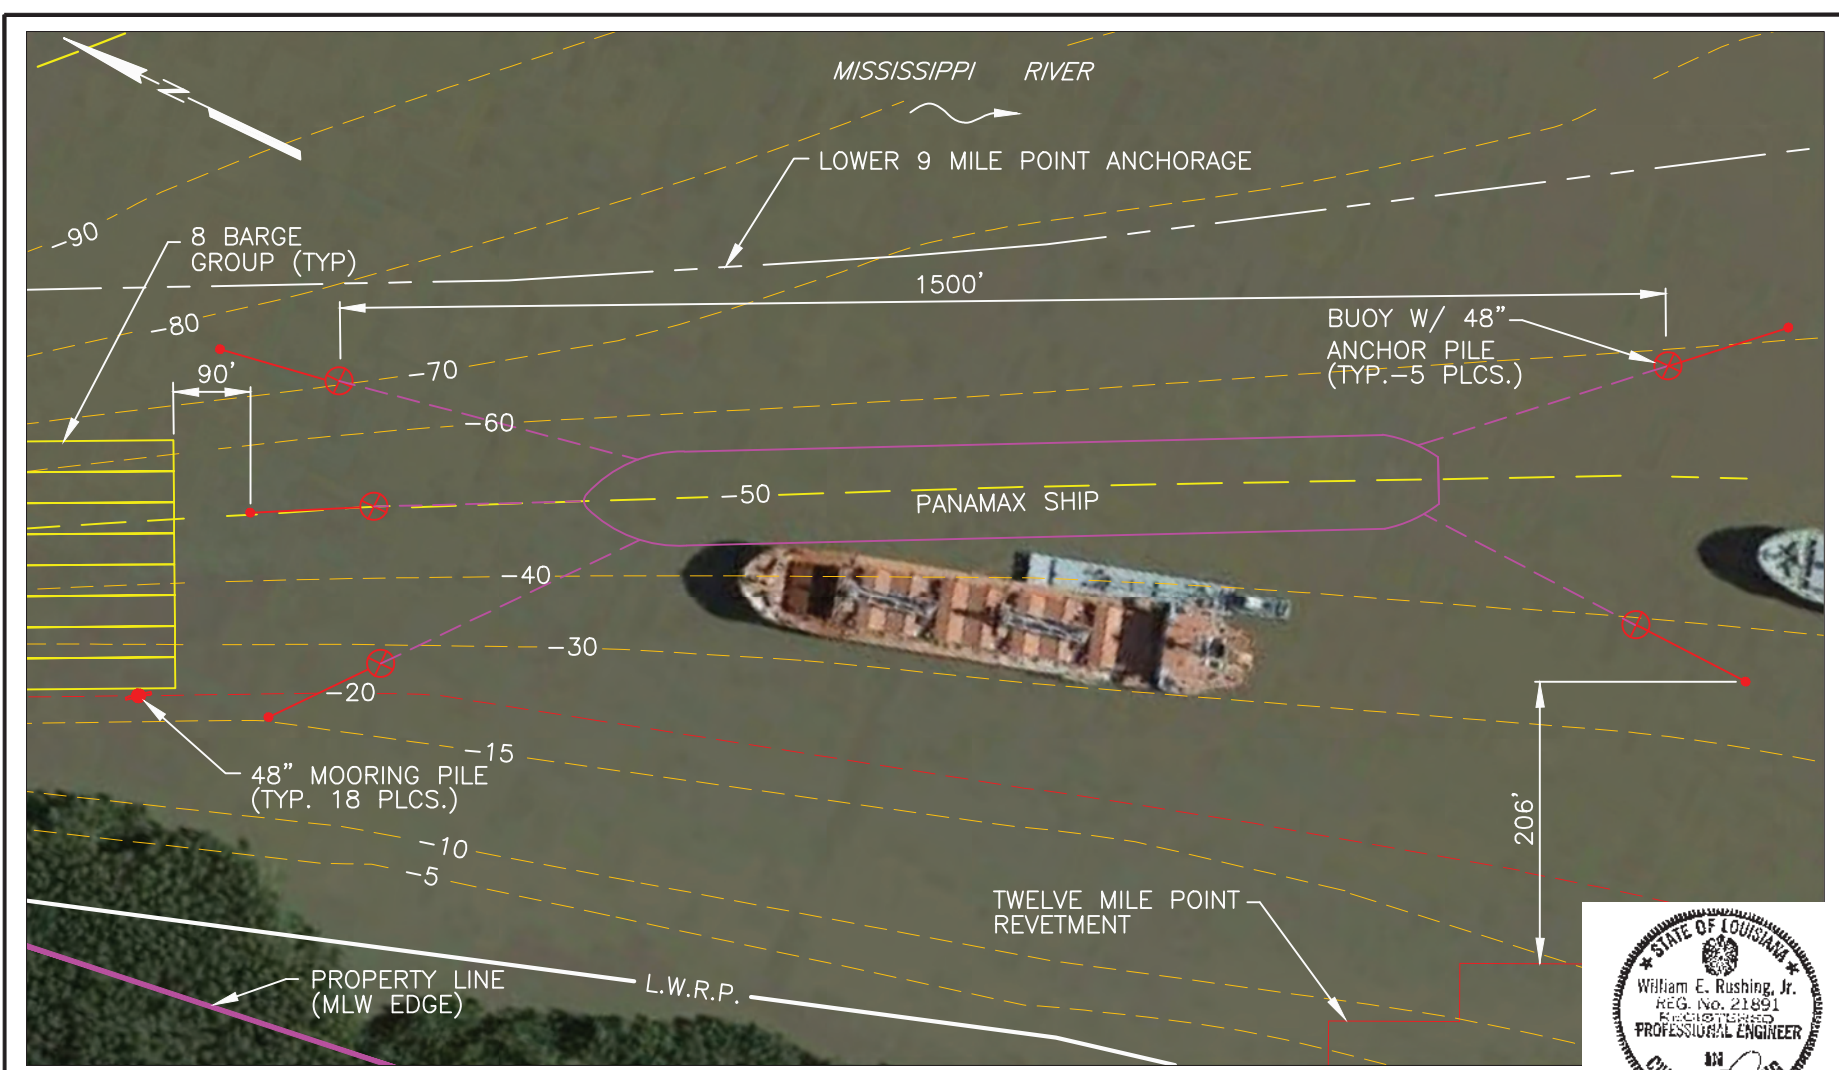 MISSISSIPPI RIVER
N
LOWER 9 MILE POINT ANCHORAGE
-90
8 BARGE
GROUP (TYP)
1500'
-80
BUOY W/ 48"
ANCHOR PILE
(TYP.-5 PLCS.)
90'
-70
-60
-50
PANAMAX SHIP
-40
-30
-20
-15
48" MOORING PILE
(TYP. 18 PLCS.)
206'
-10
-5
TWELVE MILE POINT
REVETMENT
PROPERTY LINE
(MLW EDGE)
L.W.R.P.
STATE OF LOUISIANA
William E. Rushing, Jr.
REG. No. 21891
REGISTERED
PROFESSIONAL ENGINEER
IN